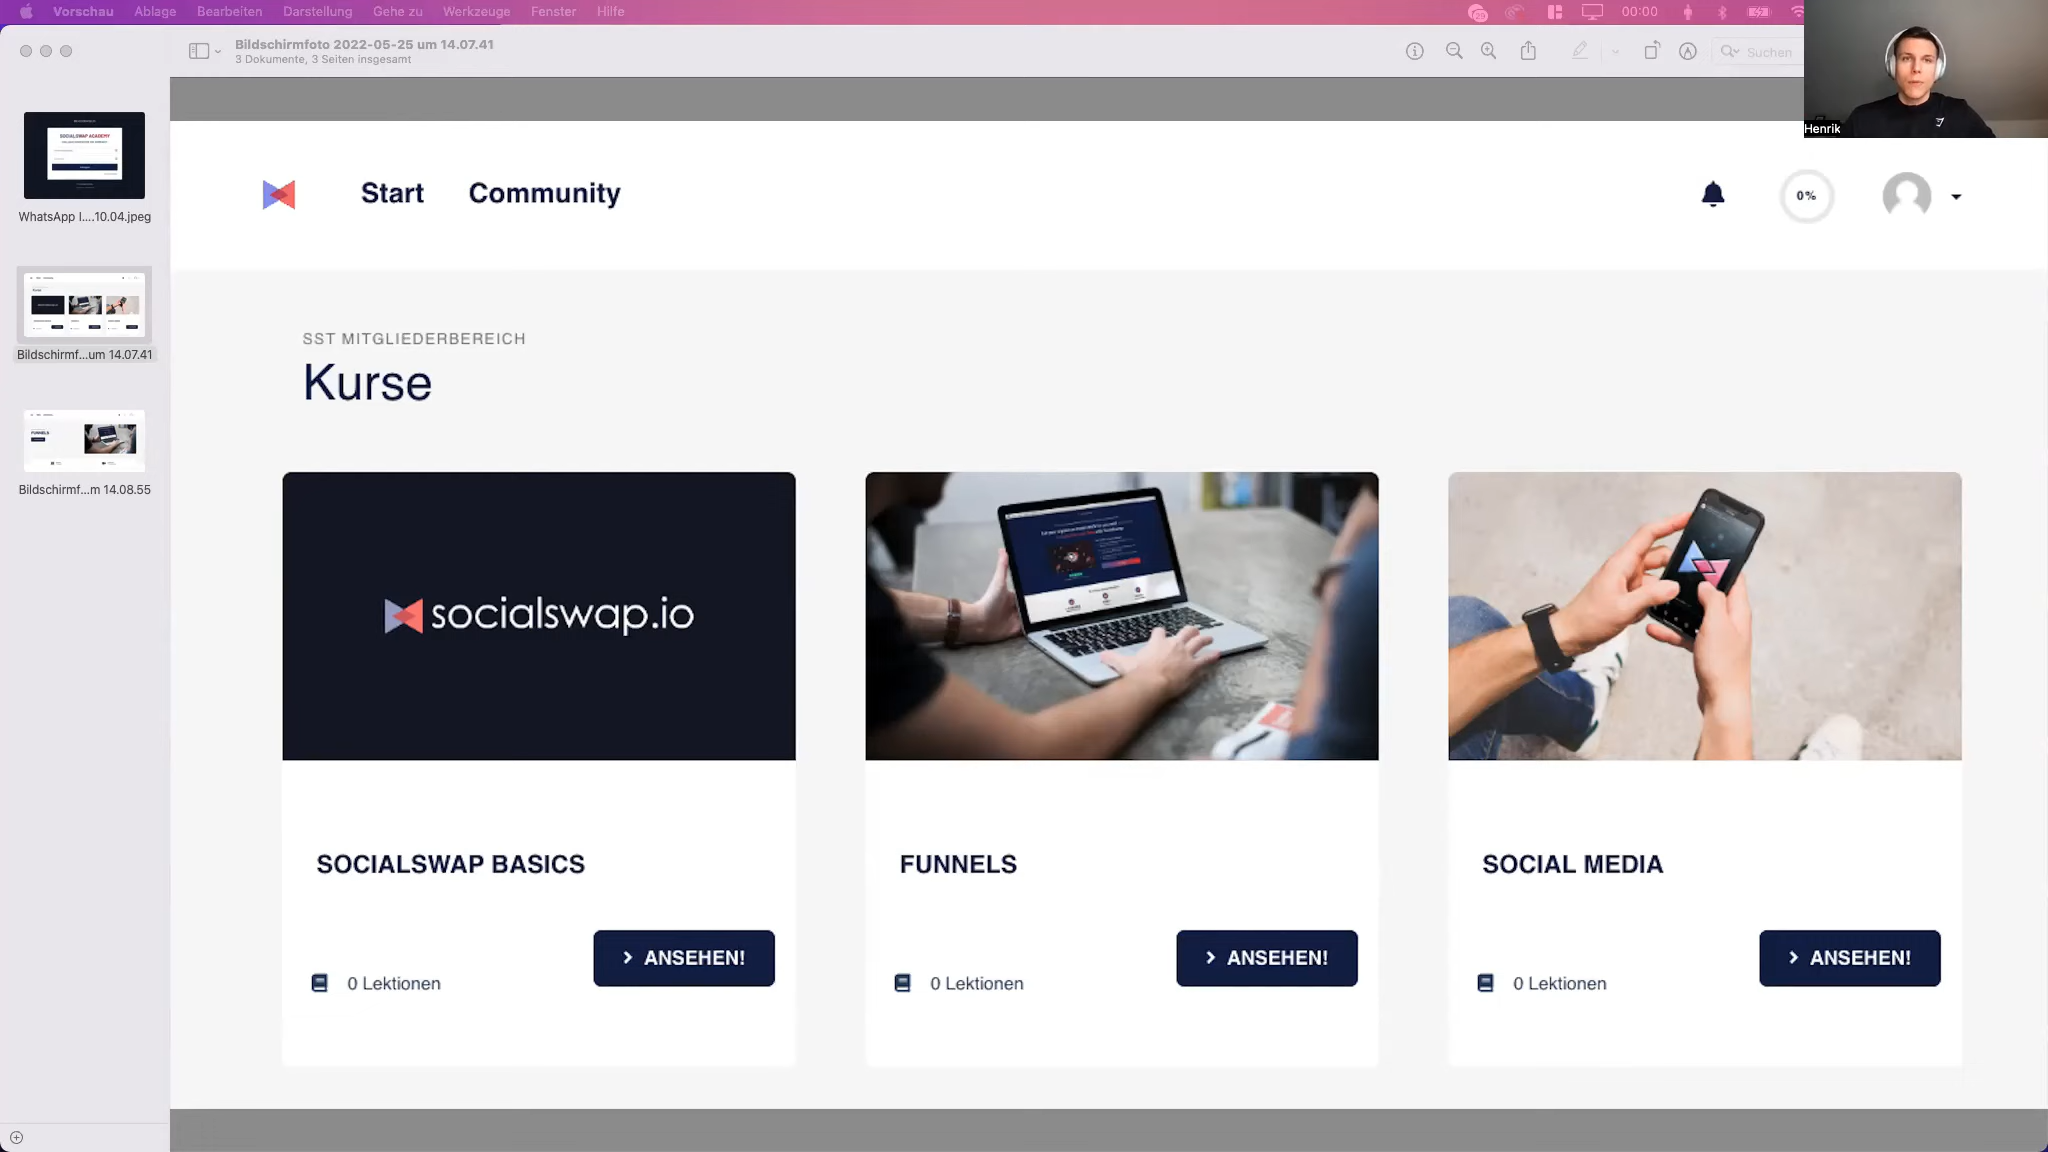 Vorschau Ablage Bearbeiten Darstellung Gehe zu Werkzeuge Fenster Hilfe 00:00
Bildschirmfoto 2022-05-25 um 14.07.41
3 Dokumente, 3 Seiten insgesamt
Suchen
Henrik
SOCIALSWAP ACADEMY
WhatsApp I....10.04.jpeg
Bildschirmf...um 14.07.41
FUNNELS
Bildschirmf...m 14.08.55
Start Community
0%
SST MITGLIEDERBEREICH
Kurse
socialswap.io
SOCIALSWAP BASICS
0 Lektionen
ANSEHEN!
FUNNELS
0 Lektionen
ANSEHEN!
SOCIAL MEDIA
0 Lektionen
ANSEHEN!